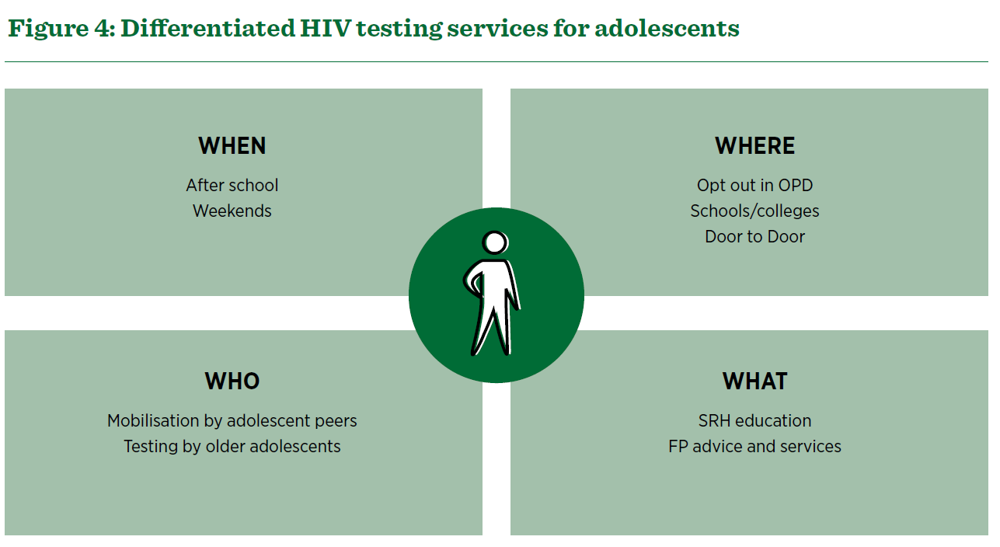 Figure 4: Differentiated HIV testing services for adolescents
WHEN
After school
Weekends
WHERE
Opt out in OPD
Schools/colleges
Door to Door
WHO
Mobilisation by adolescent peers
Testing by older adolescents
WHAT
SRH education
FP advice and services